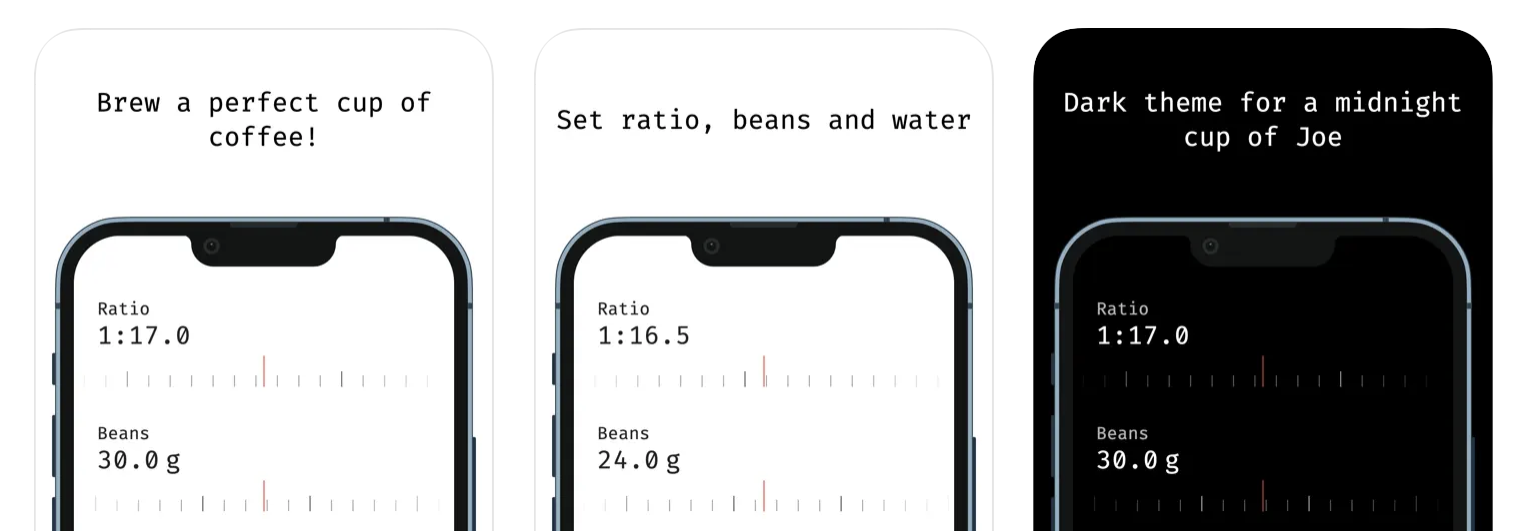 Brew a perfect cup of
coffee!
Ratio
1:17.0
Beans
30.0 g
Set ratio, beans and water
Ratio
1:16.5
Beans
24.0 g
Dark theme for a midnight
cup of Joe
Ratio
1:17.0
Beans
30.0 g